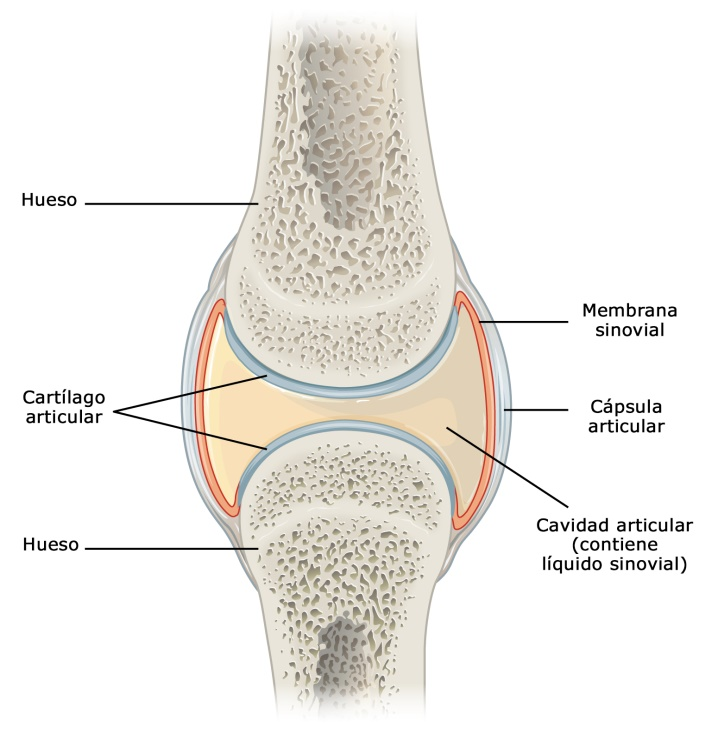 Hueso
Membrana
sinovial
Cartílago
articular
Cápsula
articular
Cavidad articular
(contiene
líquido sinovial)
Hueso